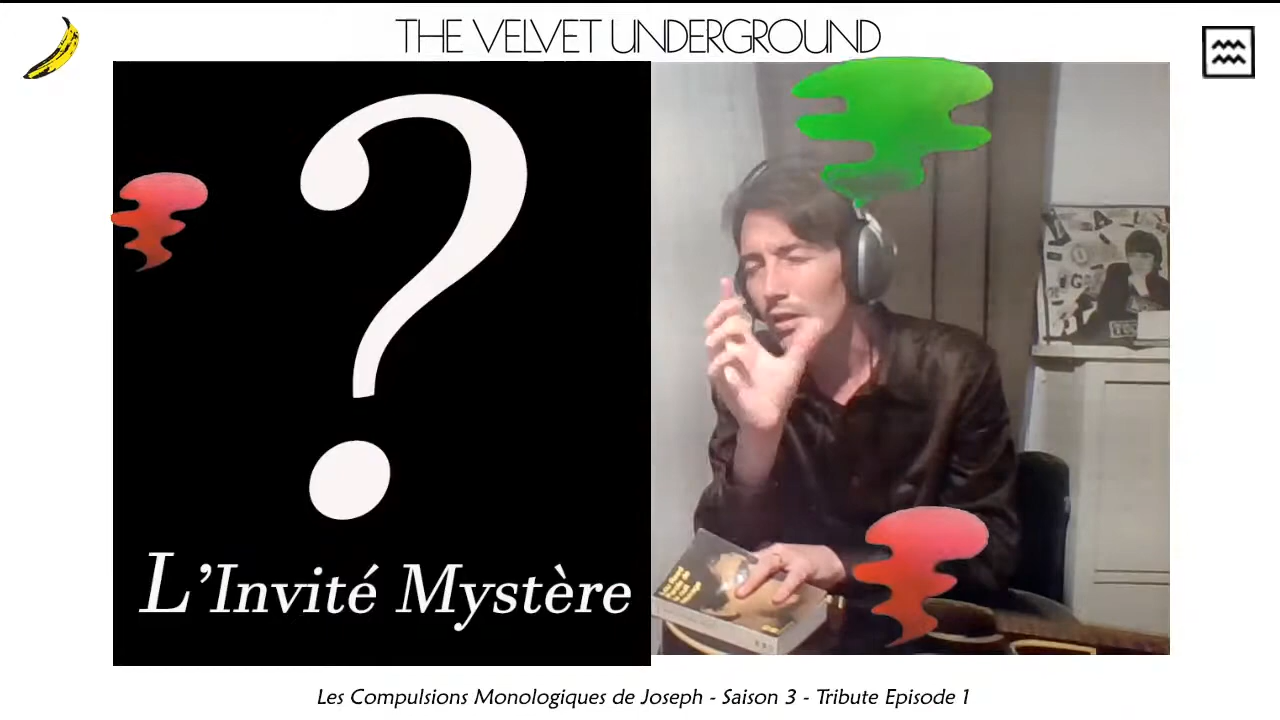 THE VELVET UNDERGROUND
L'Invité Mystère
Les Compulsions Monologiques de Joseph - Saison 3 - Tribute Episode 1